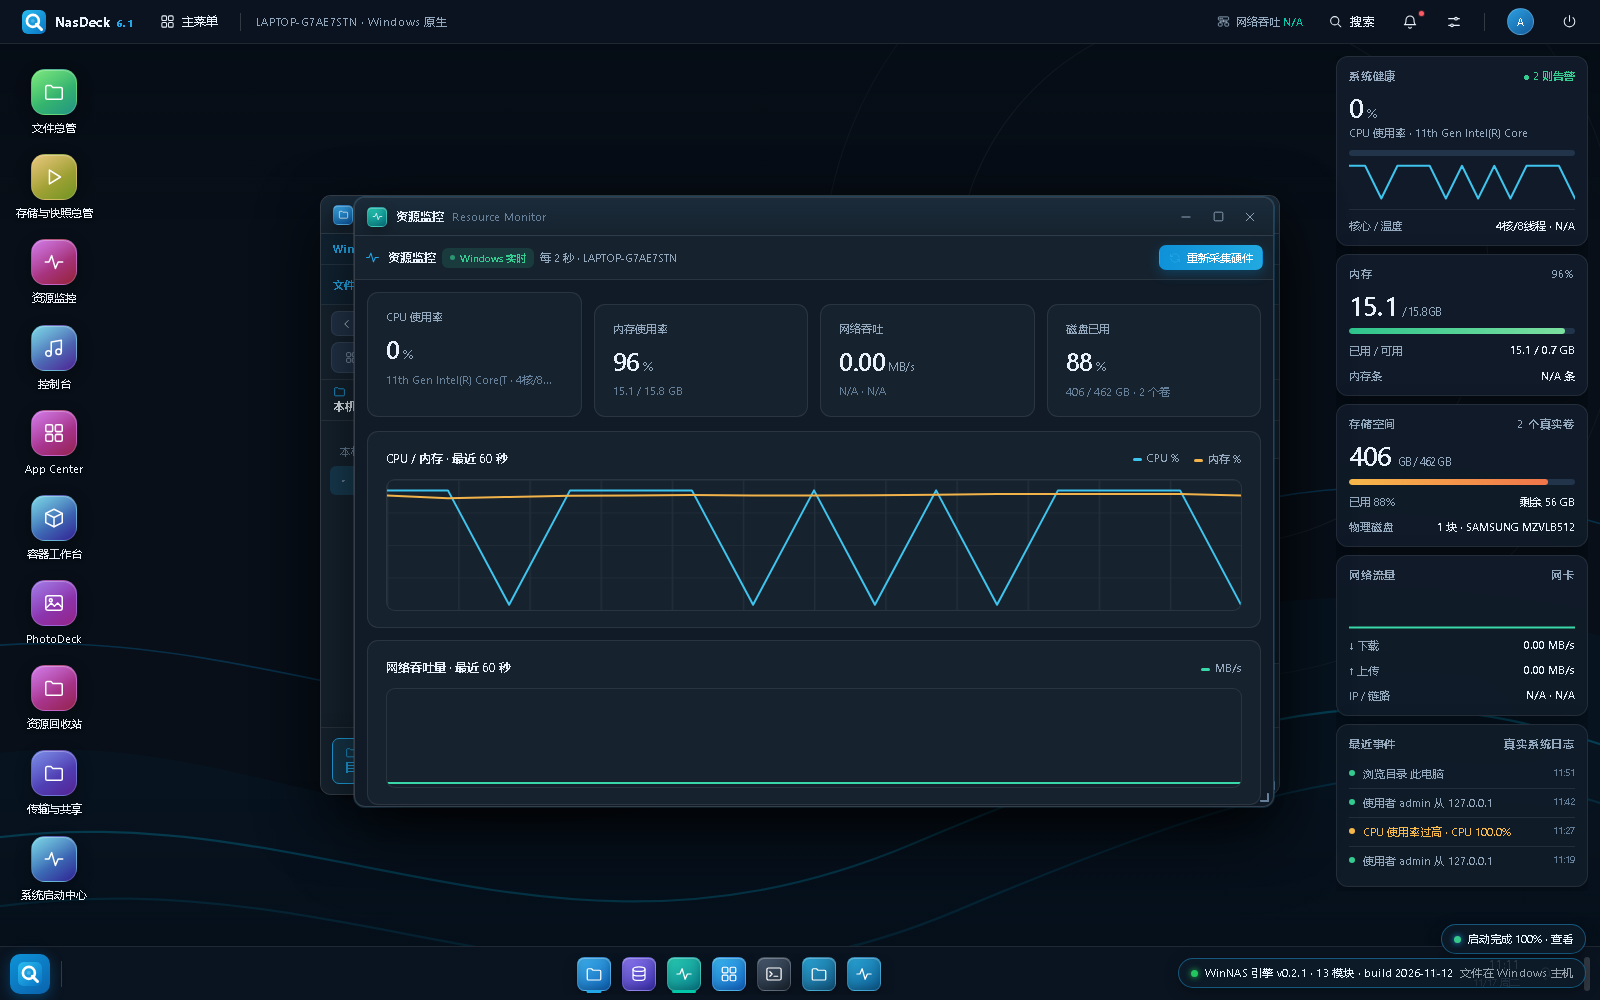 NasDeck 6.1
主菜单
LAPTOP-G7AE7STN · Windows 原生
网络吞吐 N/A
搜索
A
文件总管
存储与快照总管
资源监控
控制台
App Center
容器工作台
PhotoDeck
资源回收站
传输与共享
系统启动中心
Win
文件
本机
资源监控 Resource Monitor
资源监控
Windows 实时
每 2 秒 · LAPTOP-G7AE7STN
重新采集硬件
CPU 使用率
0 %
11th Gen Intel(R) Core(T · 4核/8...
内存使用率
96 %
15.1 / 15.8 GB
网络吞吐
0.00 MB/s
N/A · N/A
磁盘已用
88 %
406 / 462 GB · 2 个卷
CPU / 内存 · 最近 60 秒
CPU %
内存 %
网络吞吐量 · 最近 60 秒
MB/s
系统健康
2 则告警
0 %
CPU 使用率 · 11th Gen Intel(R) Core
核心 / 温度
4核/8线程 · N/A
内存
96%
15.1 / 15.8GB
已用 / 可用
15.1 / 0.7 GB
内存条
N/A 条
存储空间
2 个真实卷
406 GB / 462 GB
已用 88%
剩余 56 GB
物理磁盘
1 块 · SAMSUNG MZVLB512
网络流量
网卡
↓ 下载
0.00 MB/s
↑ 上传
0.00 MB/s
IP / 链路
N/A · N/A
最近事件
真实系统日志
浏览目录 此电脑
11:51
使用者 admin 从 127.0.0.1
11:42
CPU 使用率过高 · CPU 100.0%
11:27
使用者 admin 从 127.0.0.1
11:19
启动完成 100% · 查看
WinNAS 引擎 v0.2.1 · 13 模块 · build 2026-11-12 文件在 Windows 主机